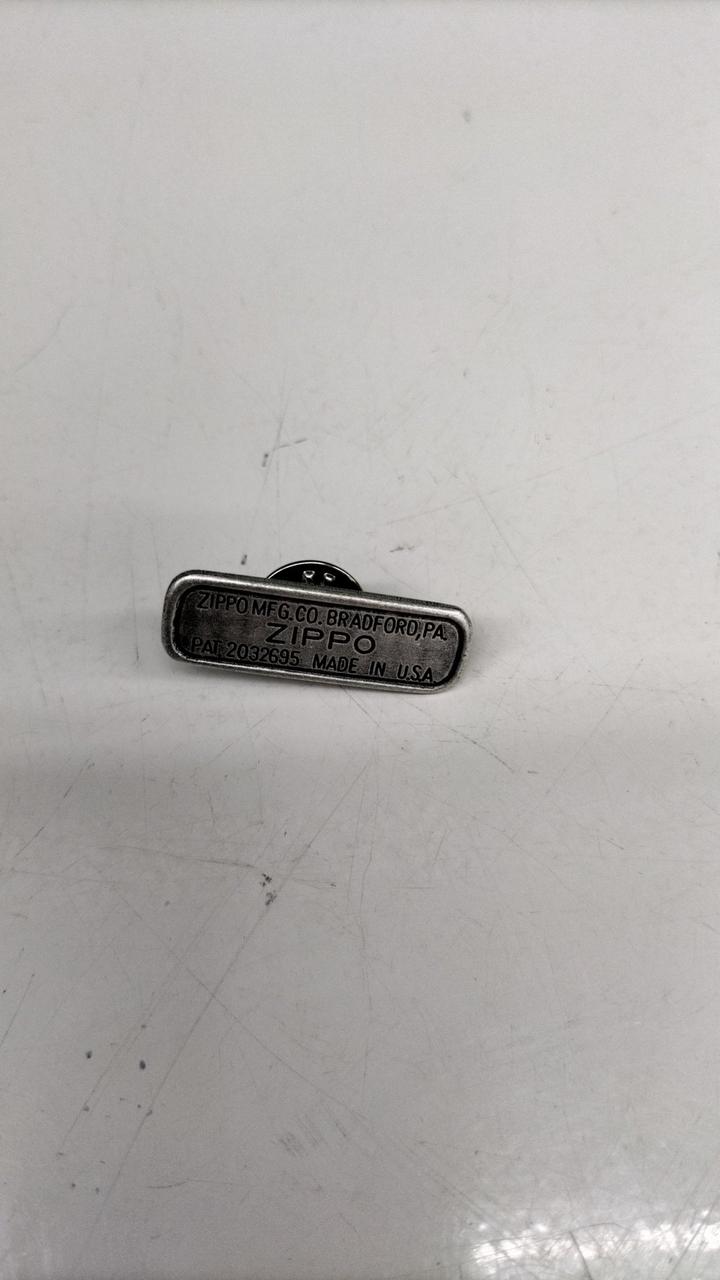 ZIPPO MFG. CO. BRADFORD, PA.
ZIPPO
PAT. 2032695 MADE IN U.S.A.